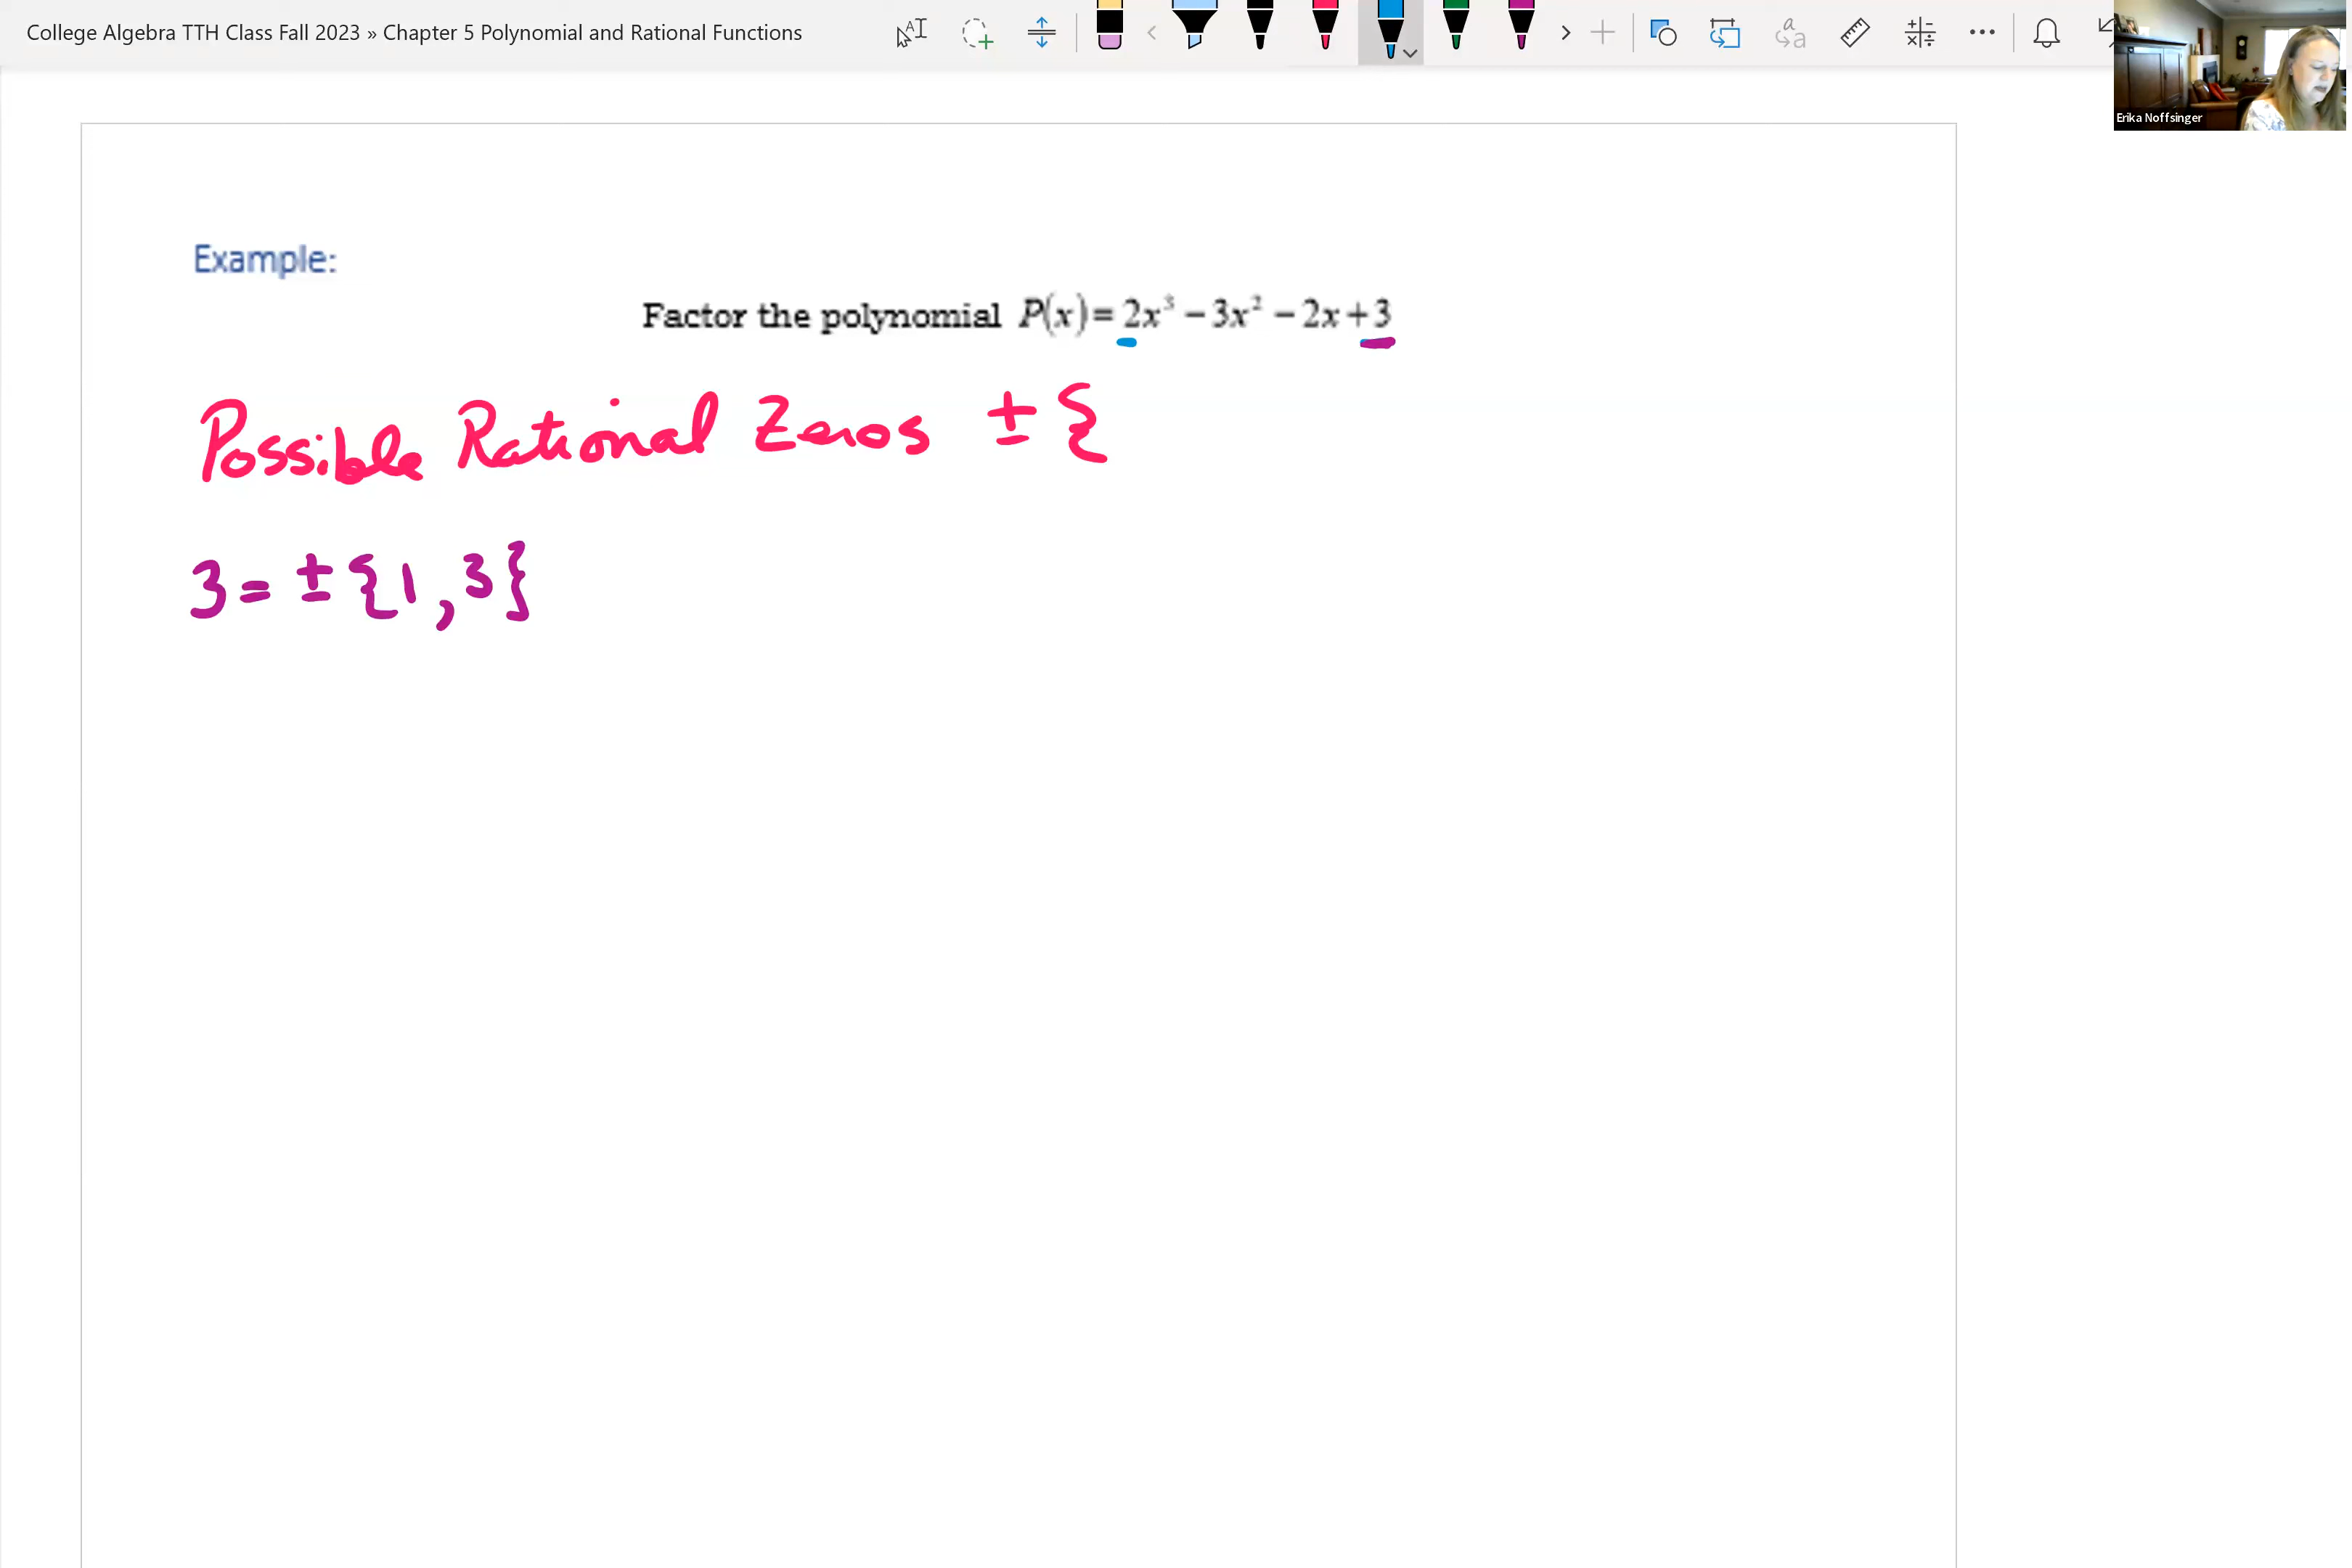 College Algebra TTH Class Fall 2023 » Chapter 5 Polynomial and Rational Functions
Erika Noffsinger
Example:
Factor the polynomial P(x) = 2x³ − 3x² − 2x + 3
Possible Rational Zeros ± {
3 = ± {1, 3}